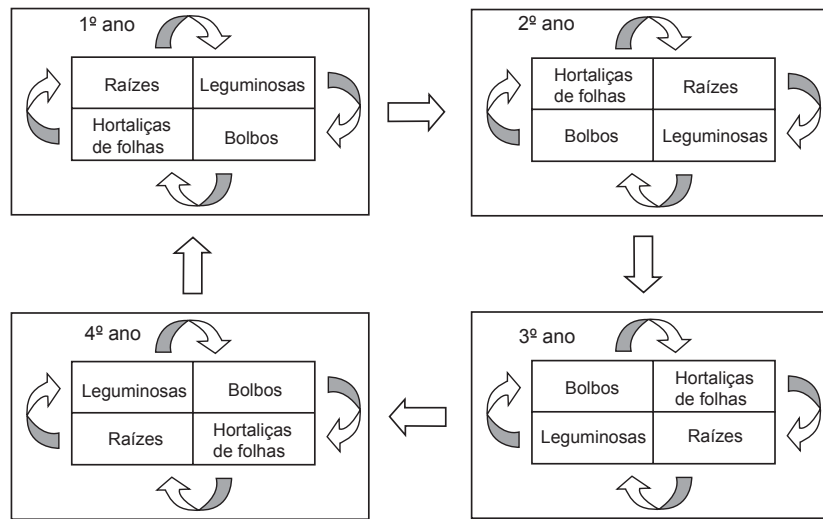 1º ano
Raízes
Leguminosas
Hortaliças
de folhas
Bolbos
2º ano
Hortaliças
de folhas
Raízes
Bolbos
Leguminosas
4º ano
Leguminosas
Bolbos
Raízes
Hortaliças
de folhas
3º ano
Bolbos
Hortaliças
de folhas
Leguminosas
Raízes